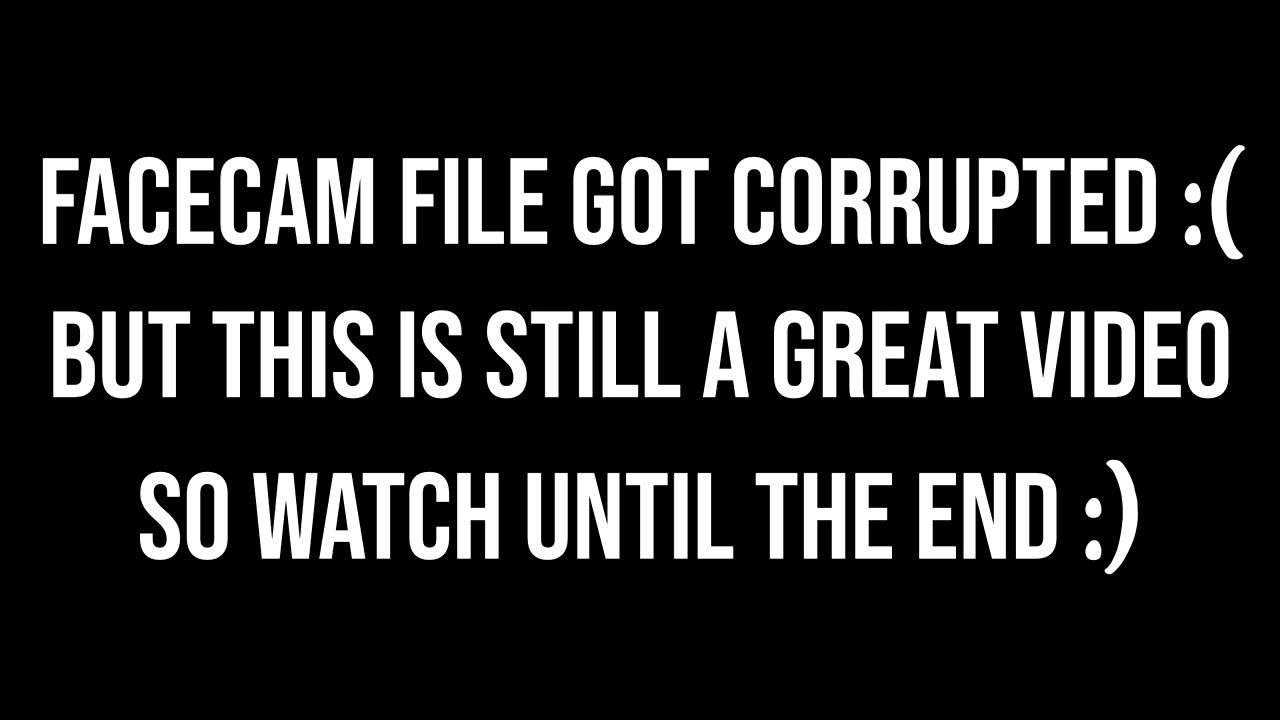 FACECAM FILE GOT CORRUPTED :(
BUT THIS IS STILL A GREAT VIDEO
SO WATCH UNTIL THE END :)